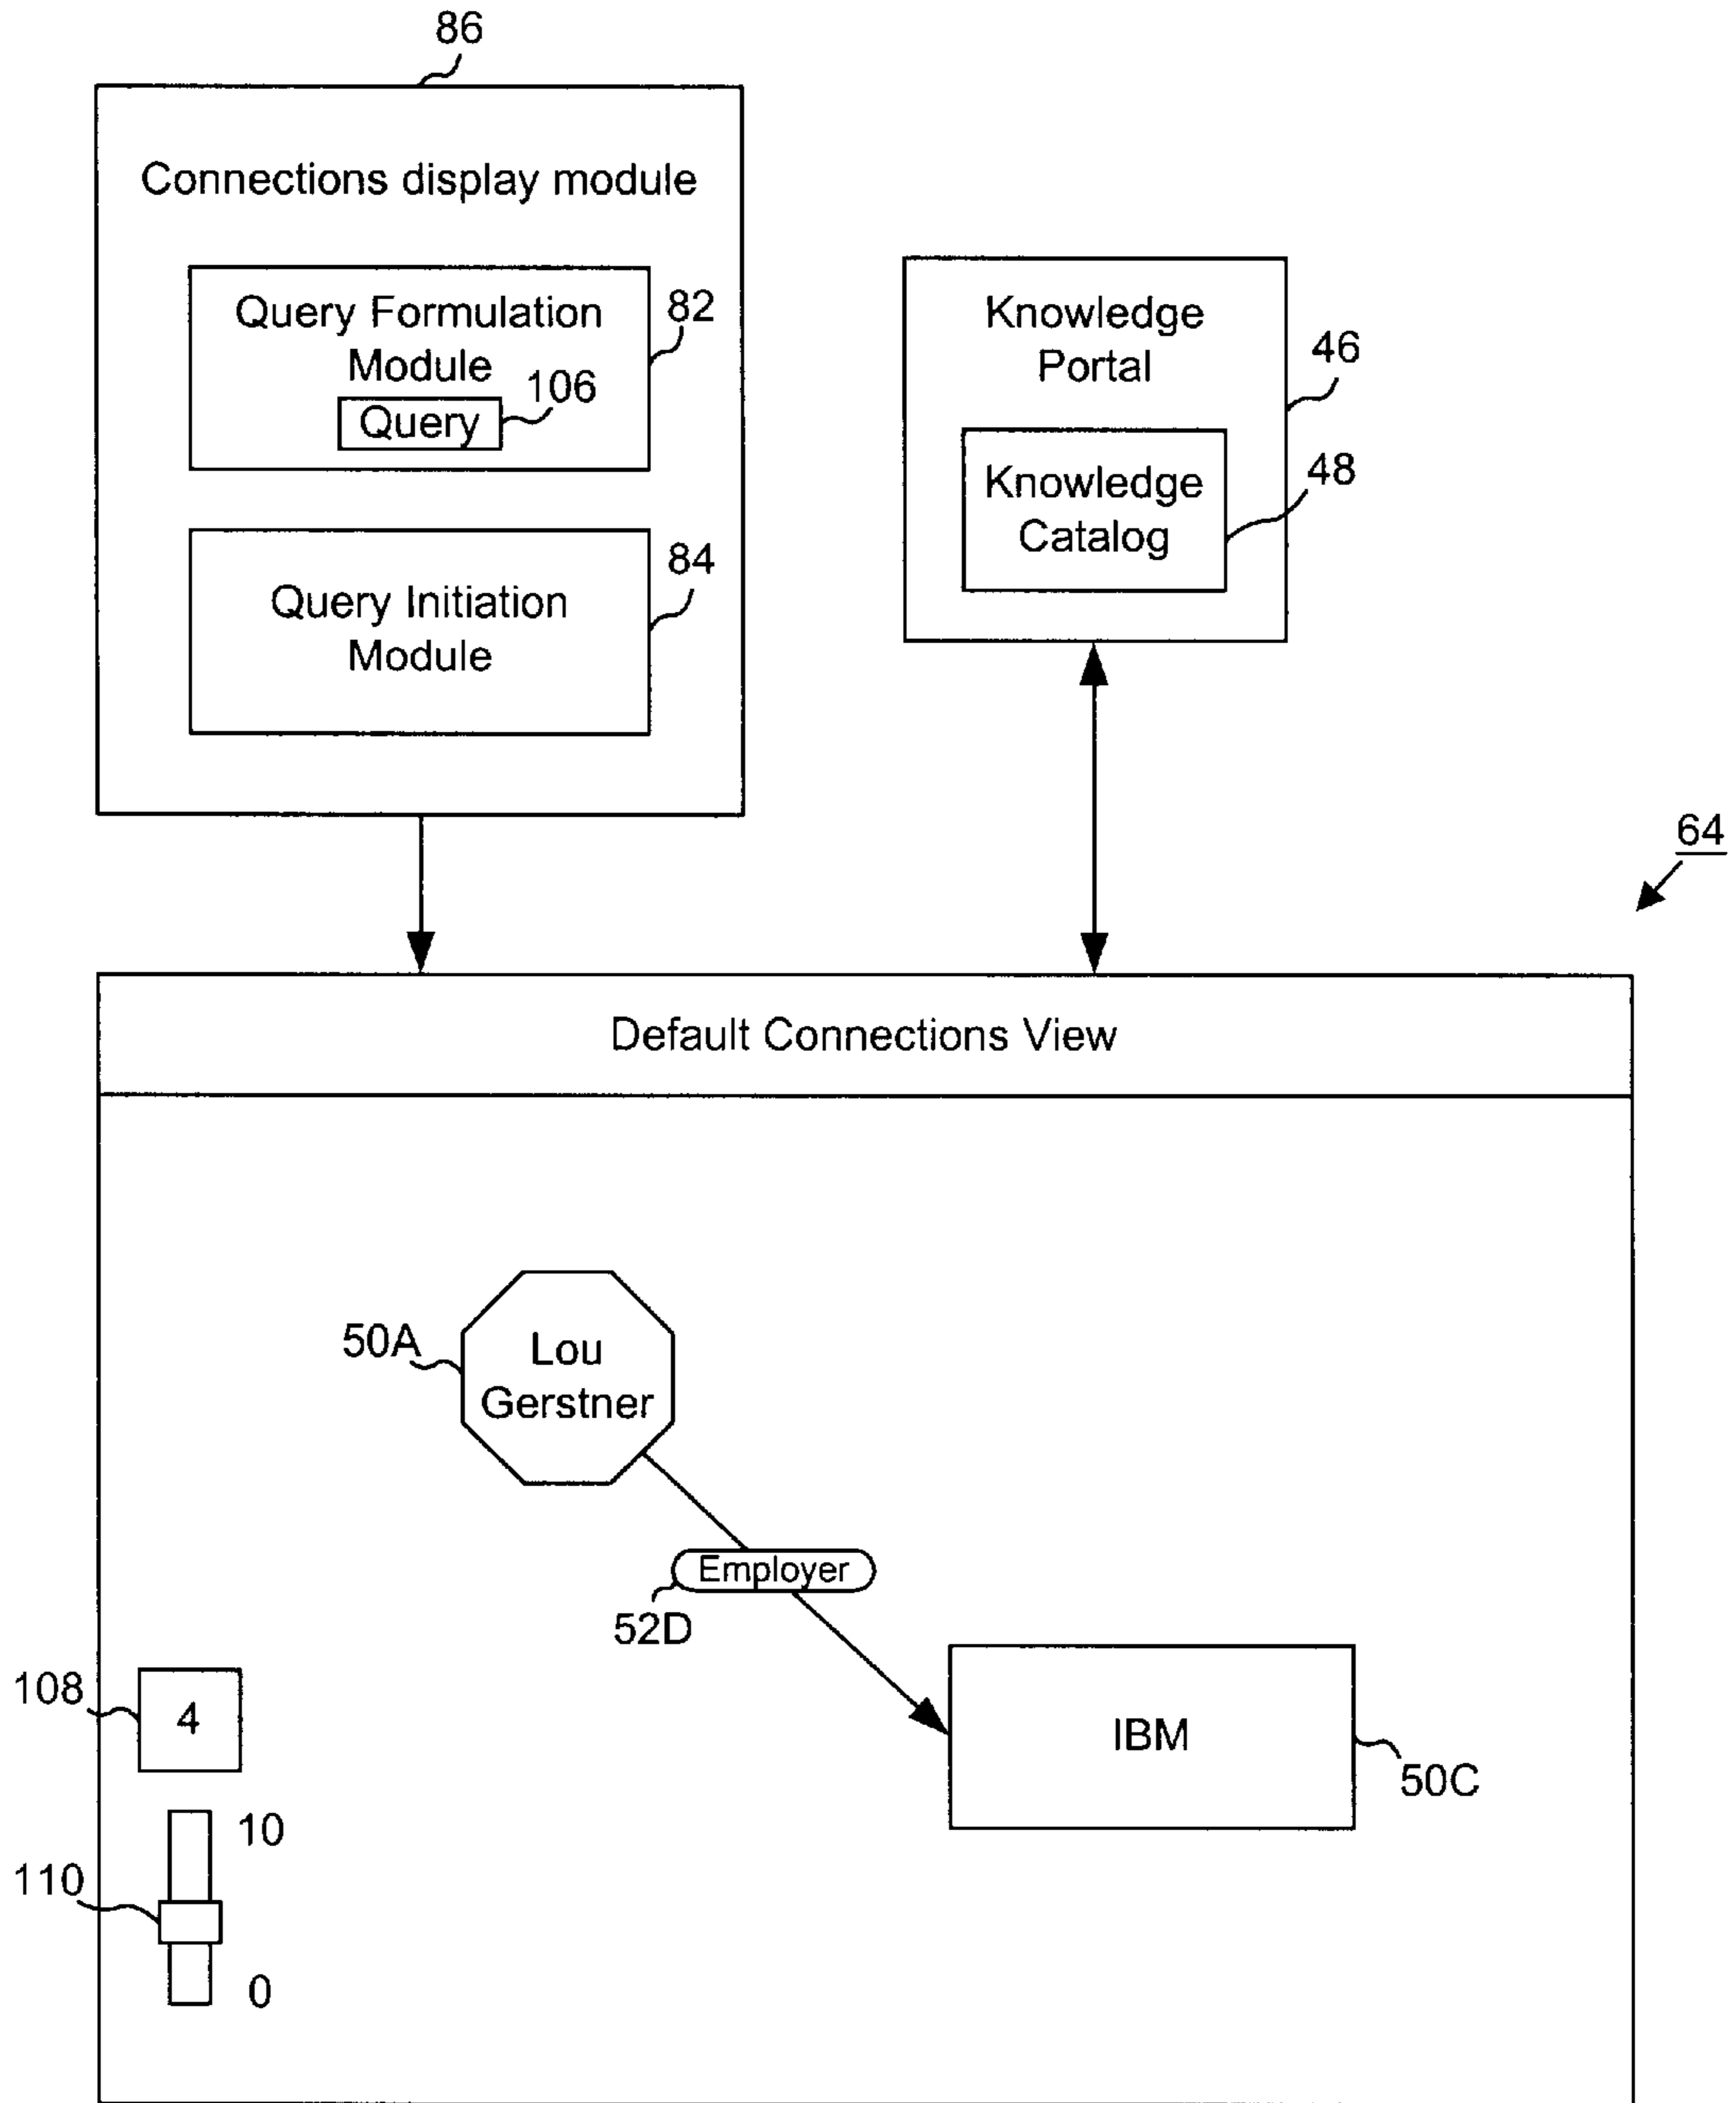 86
Connections display module
Query Formulation
Module
82
106
Query
Query Initiation
Module
84
Knowledge
Portal
46
Knowledge
Catalog
48
64
Default Connections View
50A
Lou
Gerstner
Employer
52D
IBM
50C
108
4
10
110
0